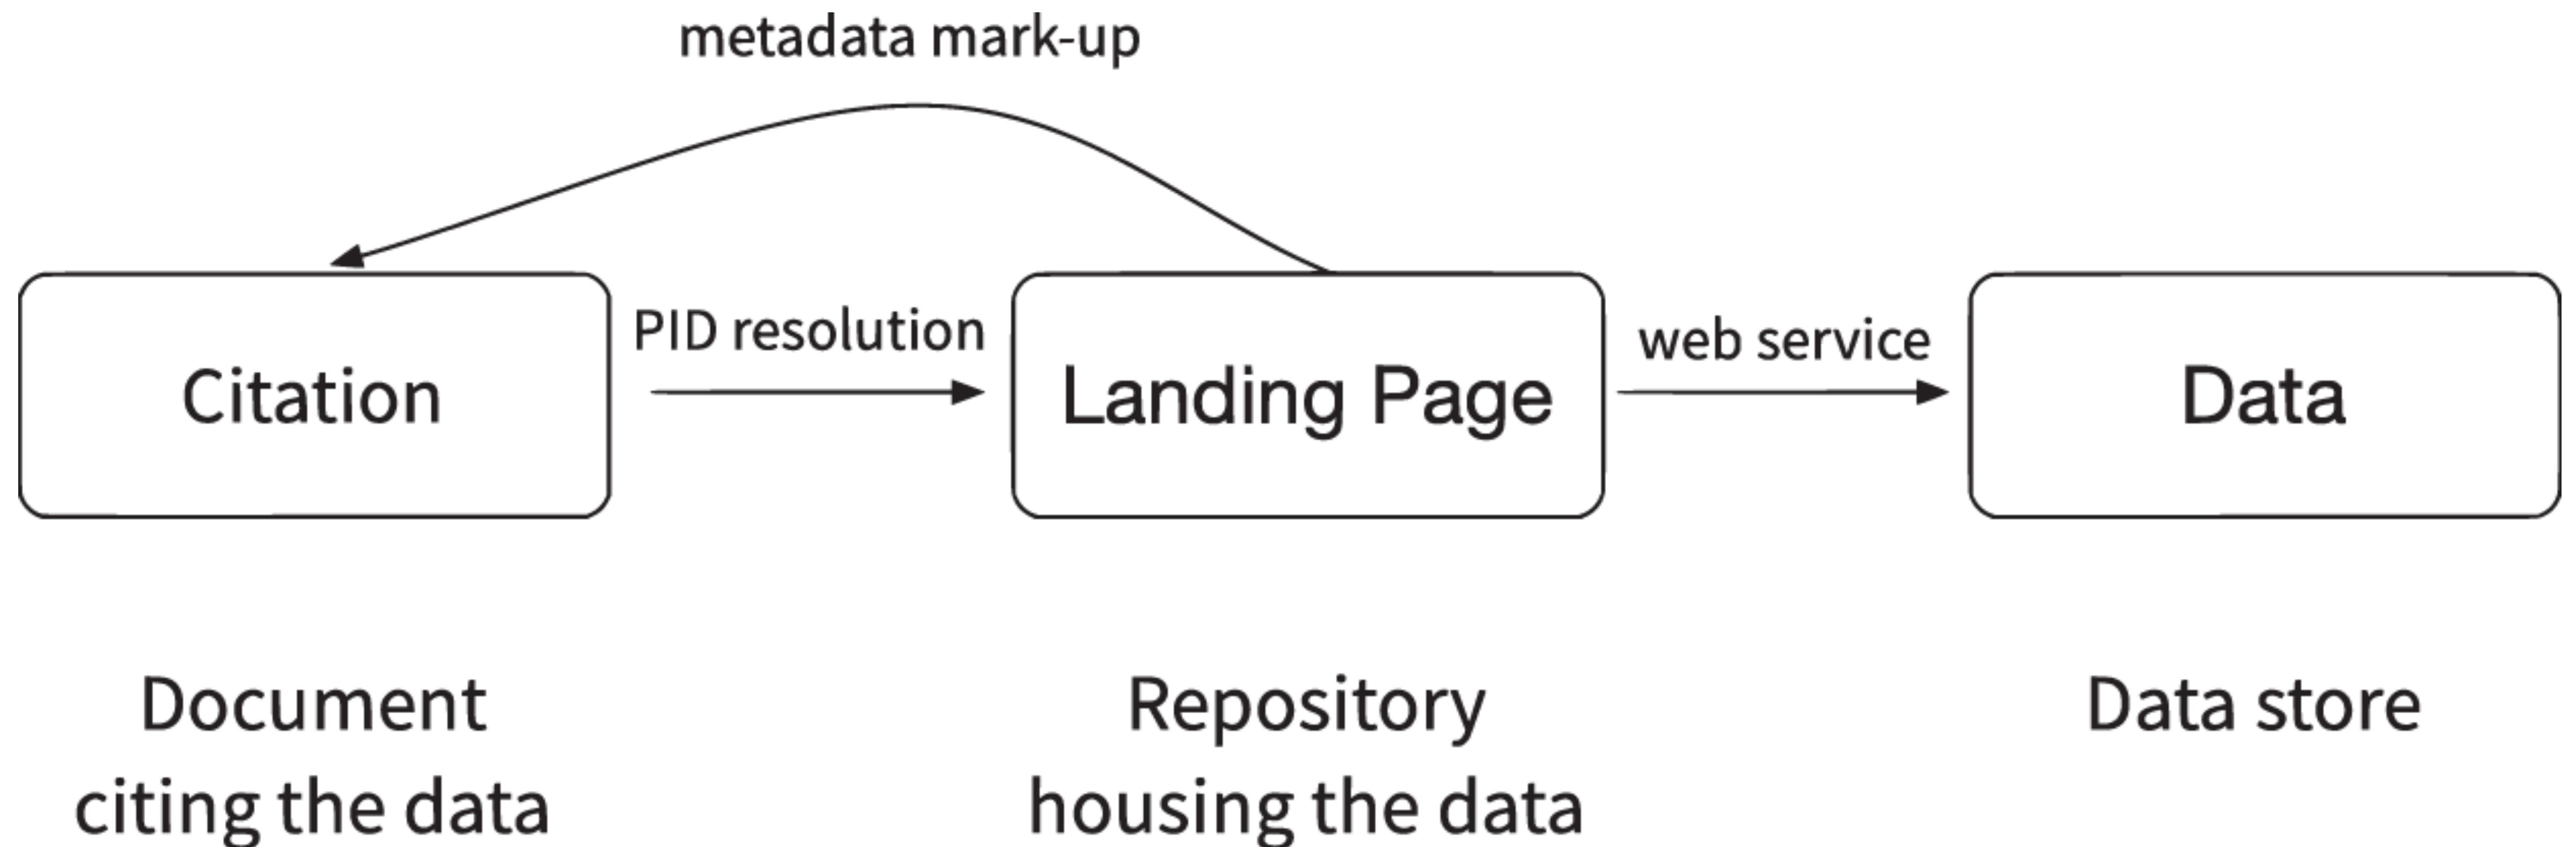 metadata mark-up
PID resolution
web service
Citation
Landing Page
Data
Document
citing the data
Repository
housing the data
Data store